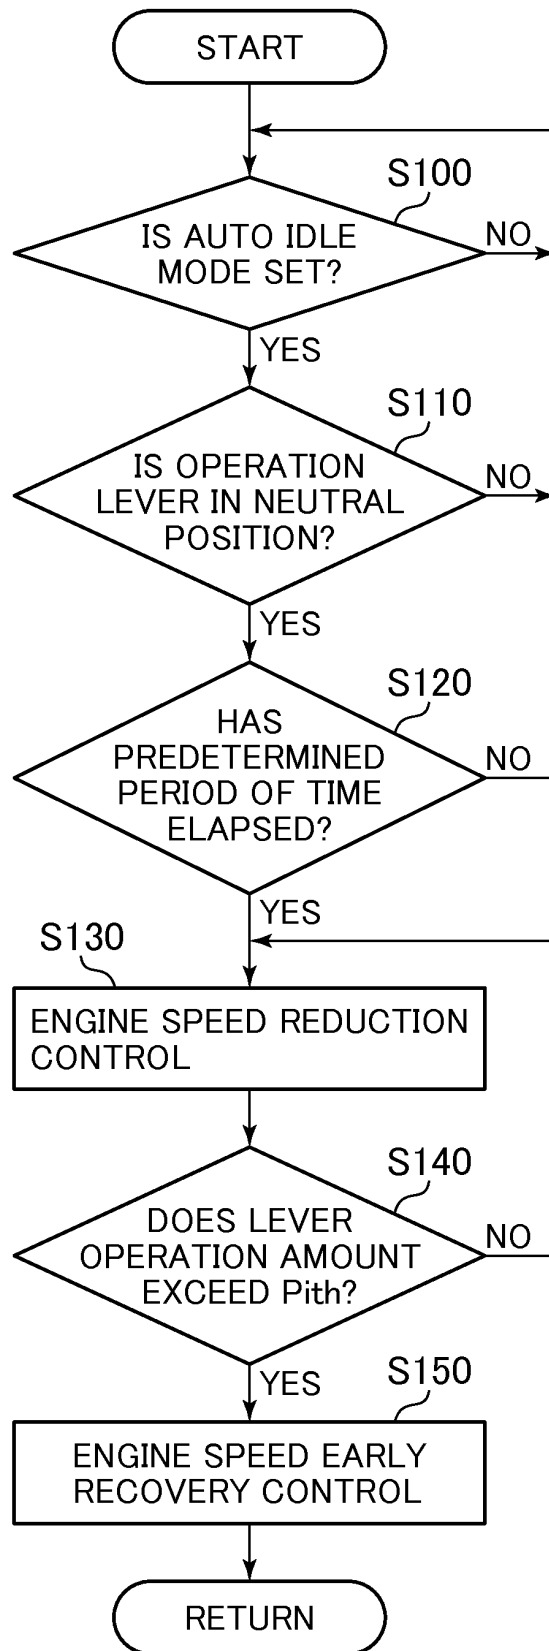 START
S100
IS AUTO IDLE
MODE SET?
NO
YES
S110
IS OPERATION
LEVER IN NEUTRAL
POSITION?
NO
YES
S120
HAS
PREDETERMINED
PERIOD OF TIME
ELAPSED?
NO
YES
S130
ENGINE SPEED REDUCTION
CONTROL
S140
DOES LEVER
OPERATION AMOUNT
EXCEED Pith?
NO
YES
S150
ENGINE SPEED EARLY
RECOVERY CONTROL
RETURN